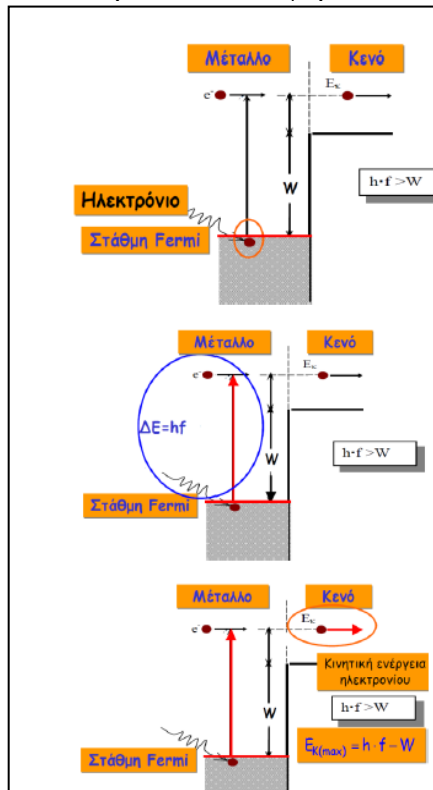 Μέταλλο Κενό
e⁻ Eκ
W
h·f >W
Ηλεκτρόνιο
Στάθμη Fermi
Μέταλλο Κενό
e⁻ Eκ
ΔE=hf
W
h·f >W
Στάθμη Fermi
Μέταλλο Κενό
e⁻ Eκ
Κινητική ενέργεια
ηλεκτρονίου
W
h·f >W
E_K(max) = h·f – W
Στάθμη Fermi